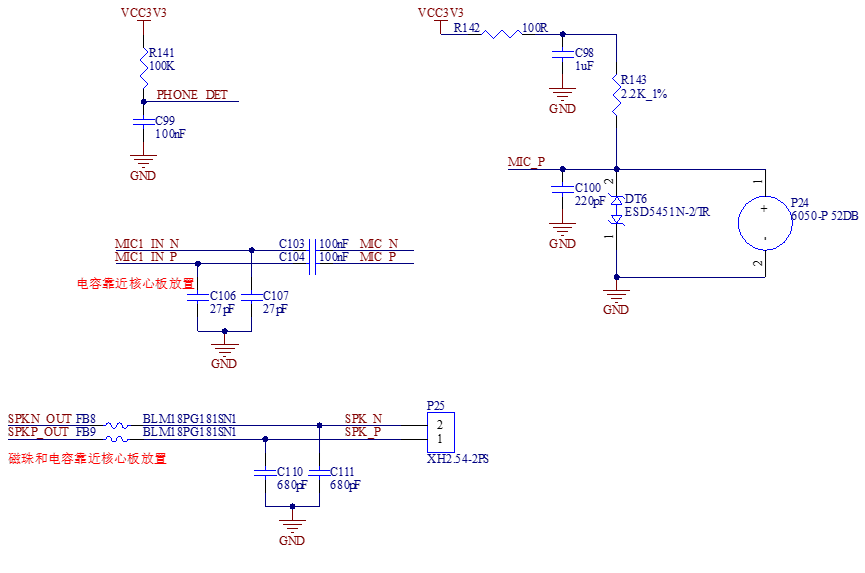 VCC3V3
R141
100K
PHONE_DET
C99
100nF
GND
VCC3V3
R142
100R
C98
1uF
GND
R143
2.2K_1%
MIC_P
C100
220pF
GND
2
DT6
ESD5451N-2/TR
1
GND
1
P24
6050-P 52DB
+
-
2
MIC1_IN_N
C103
100nF
MIC_N
MIC1_IN_P
C104
100nF
MIC_P
电容靠近核心板放置
C106
27pF
C107
27pF
GND
SPKN_OUT
FB8
BLM18PG181SN1
SPK_N
SPKP_OUT
FB9
BLM18PG181SN1
SPK_P
P25
2
1
XH2.54-2PS
磁珠和电容靠近核心板放置
C110
680pF
C111
680pF
GND